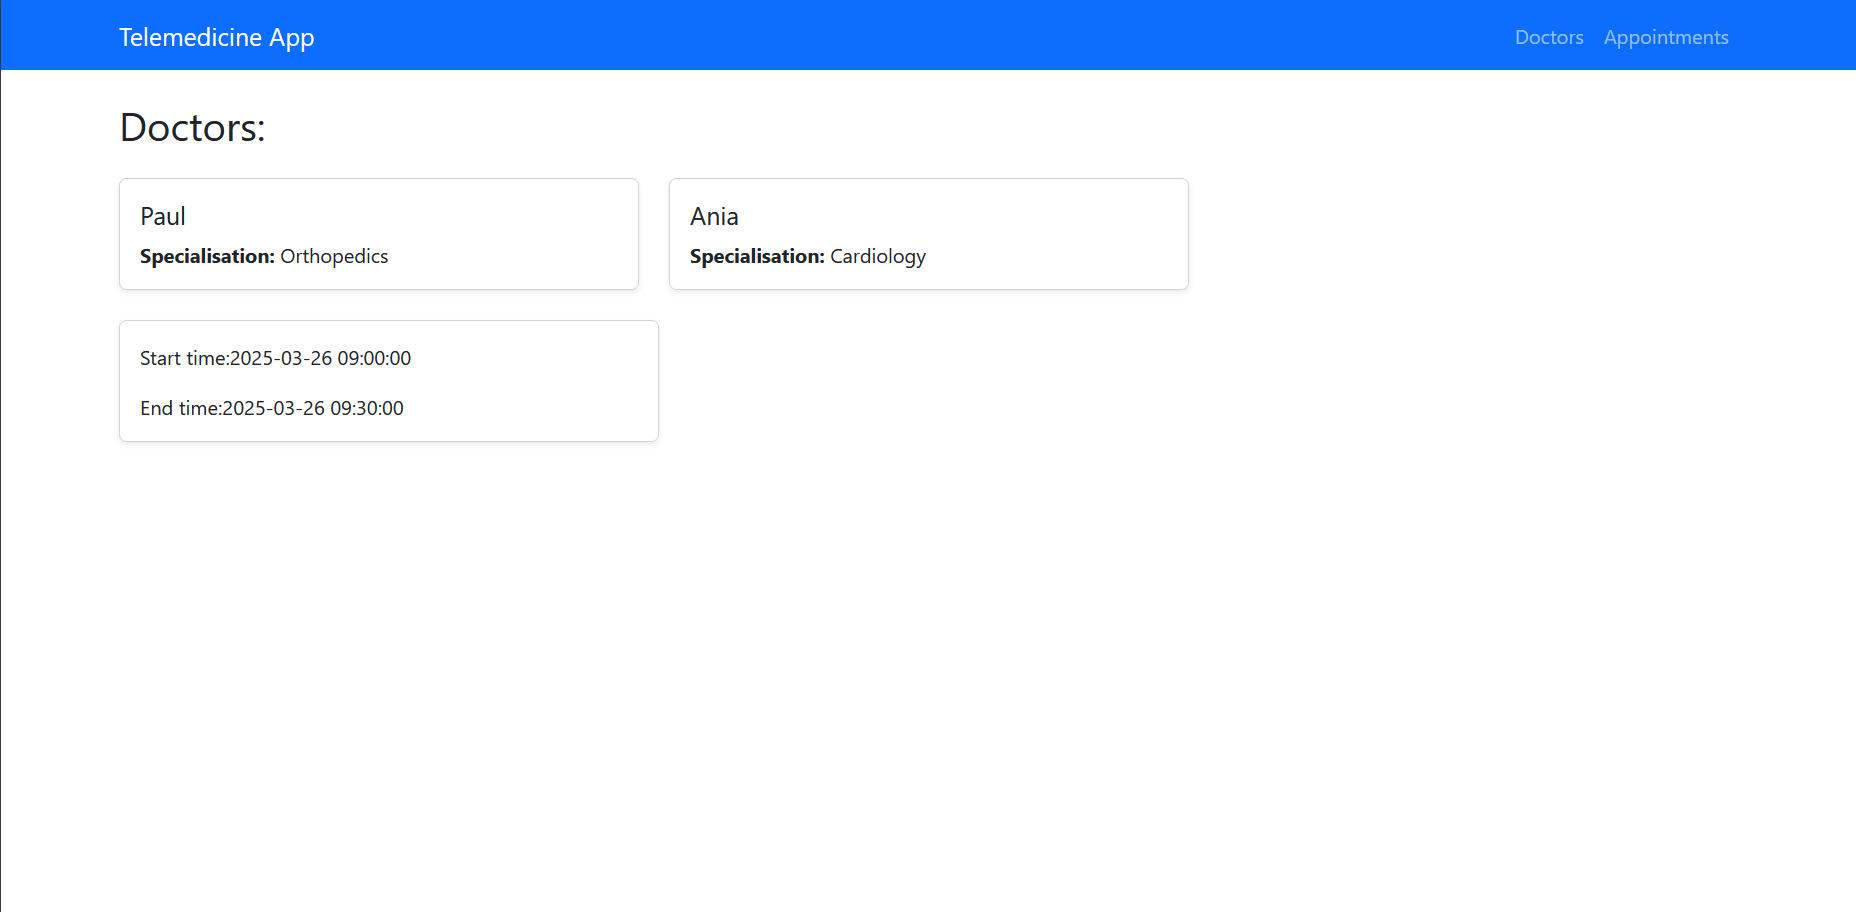 Telemedicine App
Doctors
Appointments
Doctors:
Paul
Specialisation: Orthopedics
Ania
Specialisation: Cardiology
Start time:2025-03-26 09:00:00
End time:2025-03-26 09:30:00